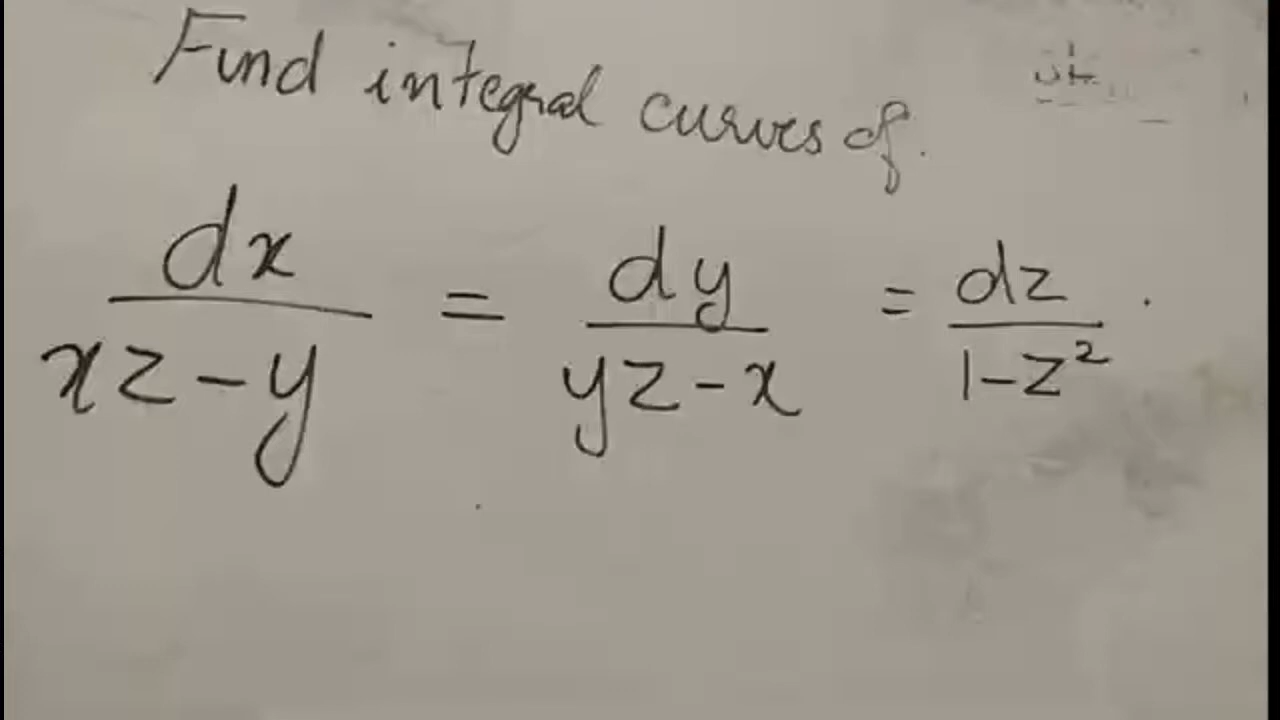 Find integral curves of.
dx/(xz-y) = dy/(yz-x) = dz/(1-z²).